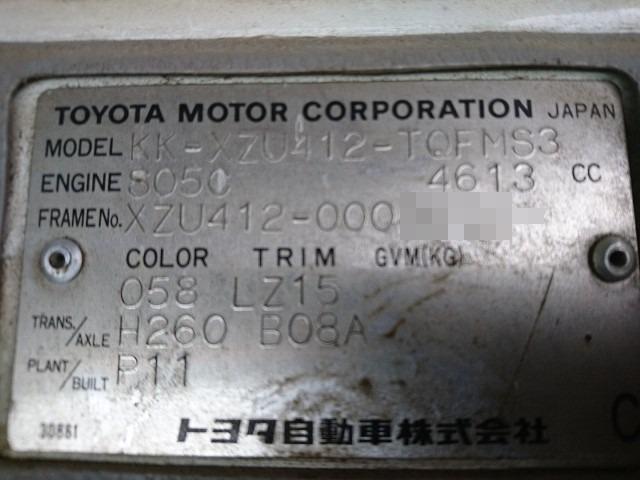 TOYOTA MOTOR CORPORATION JAPAN
MODEL KK-XZU412-TQFMS3
ENGINE S05C 4613 CC
FRAME No. XZU412-000
COLOR TRIM GVM(KG)
058 LZ15
TRANS./AXLE H260 B08A
PLANT/BUILT P11
30881
トヨタ自動車株式会社